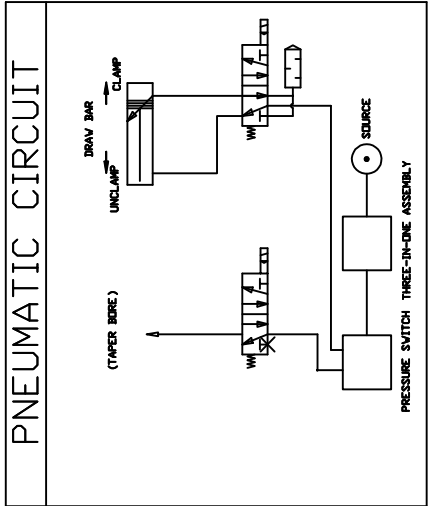 PNEUMATIC CIRCUIT
(TAPER BORE)
DRAW BAR
UNCLAMP
CLAMP
SOURCE
PRESSURE SWITCH
THREE-IN-ONE ASSEMBLY